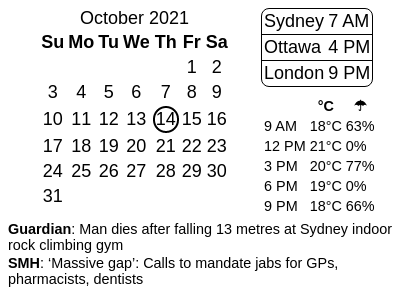 October 2021
Su Mo Tu We Th Fr Sa
1 2
3 4 5 6 7 8 9
10 11 12 13 14 15 16
17 18 19 20 21 22 23
24 25 26 27 28 29 30
31
Sydney 7 AM
Ottawa 4 PM
London 9 PM
°C ☂
9 AM 18°C 63%
12 PM 21°C 0%
3 PM 20°C 77%
6 PM 19°C 0%
9 PM 18°C 66%
Guardian: Man dies after falling 13 metres at Sydney indoor
rock climbing gym
SMH: ‘Massive gap’: Calls to mandate jabs for GPs,
pharmacists, dentists